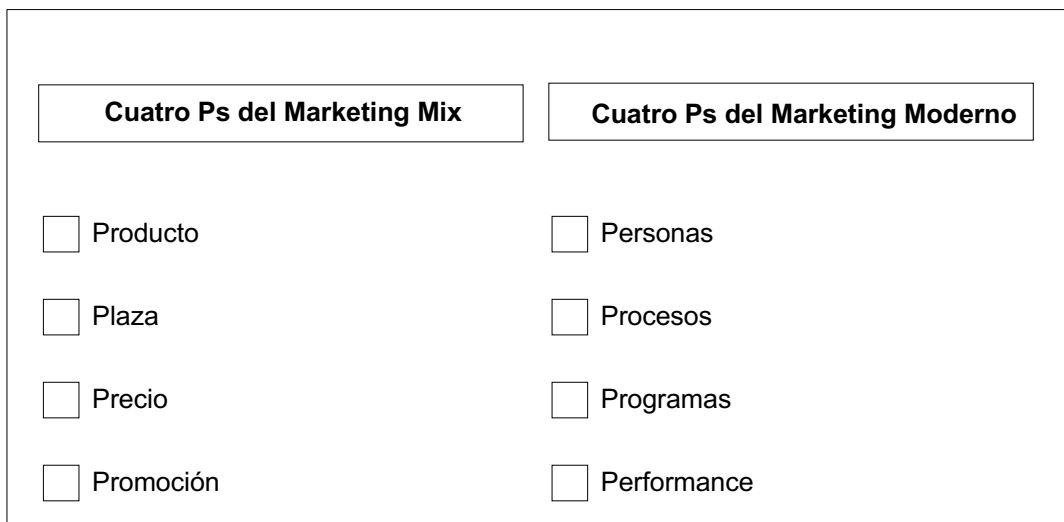 Cuatro Ps del Marketing Mix
Producto
Plaza
Precio
Promoción
Cuatro Ps del Marketing Moderno
Personas
Procesos
Programas
Performance